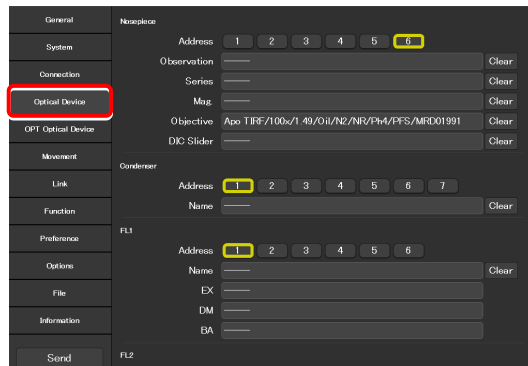 General
System
Connection
Optical Device
OPT Optical Device
Movement
Link
Function
Preference
Options
File
Information
Send
Nosepiece
Address 1 2 3 4 5 6
Observation ---- Clear
Series ---- Clear
Mag. ---- Clear
Objective Apo TIRF/100x/1.49/Oil/N2/NR/Ph4/PFS/MRD01991 Clear
DIC Slider ---- Clear
Condenser
Address 1 2 3 4 5 6 7
Name ---- Clear
FL1
Address 1 2 3 4 5 6
Name ---- Clear
EX ----
DM ----
BA ----
FL2